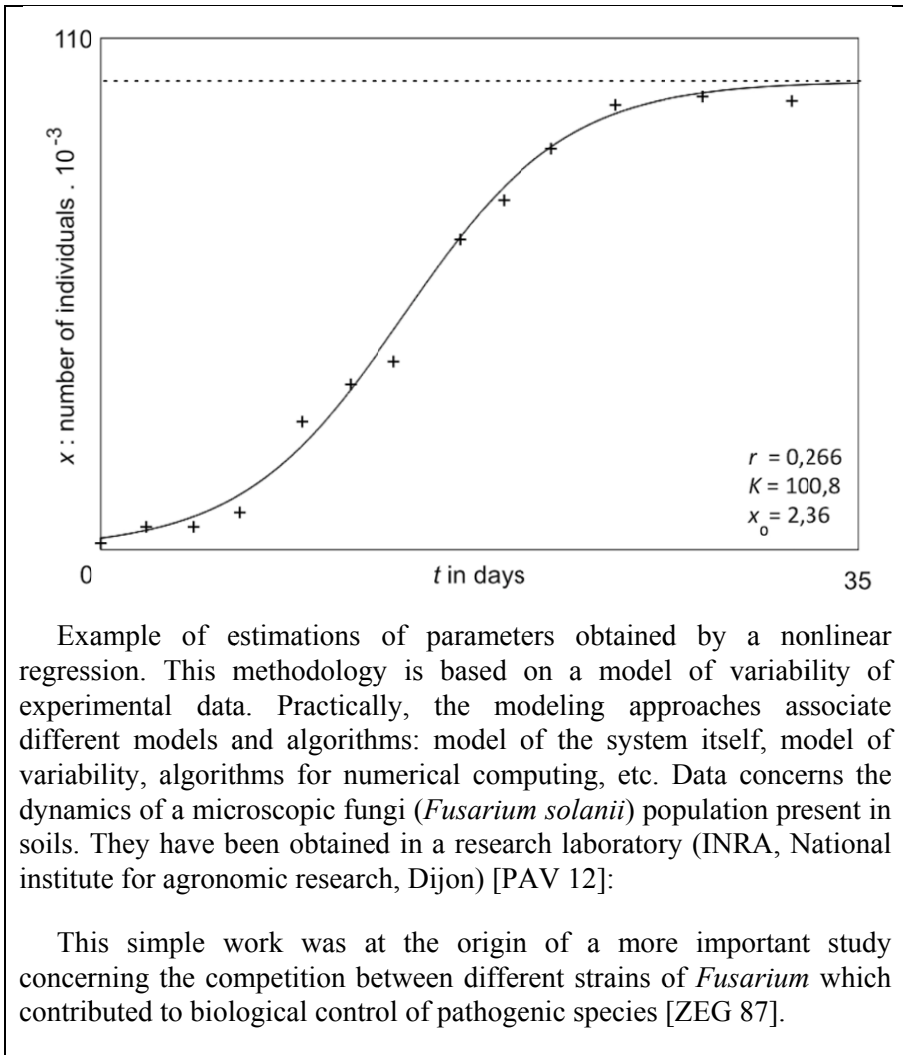 110
x : number of individuals . 10⁻³
r = 0,266
K = 100,8
xₒ = 2,36
0
t in days
35
Example of estimations of parameters obtained by a nonlinear
regression. This methodology is based on a model of variability of
experimental data. Practically, the modeling approaches associate
different models and algorithms: model of the system itself, model of
variability, algorithms for numerical computing, etc. Data concerns the
dynamics of a microscopic fungi (Fusarium solanii) population present in
soils. They have been obtained in a research laboratory (INRA, National
institute for agronomic research, Dijon) [PAV 12]:
This simple work was at the origin of a more important study
concerning the competition between different strains of Fusarium which
contributed to biological control of pathogenic species [ZEG 87].